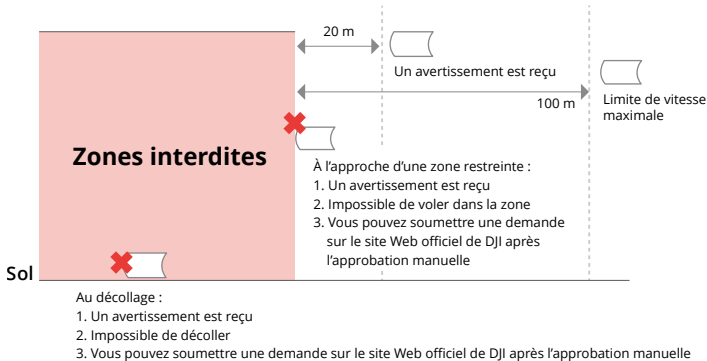 20 m
Un avertissement est reçu
100 m
Limite de vitesse
maximale
Zones interdites
À l’approche d’une zone restreinte :
1. Un avertissement est reçu
2. Impossible de voler dans la zone
3. Vous pouvez soumettre une demande
sur le site Web officiel de DJI après
l’approbation manuelle
Sol
Au décollage :
1. Un avertissement est reçu
2. Impossible de décoller
3. Vous pouvez soumettre une demande sur le site Web officiel de DJI après l’approbation manuelle